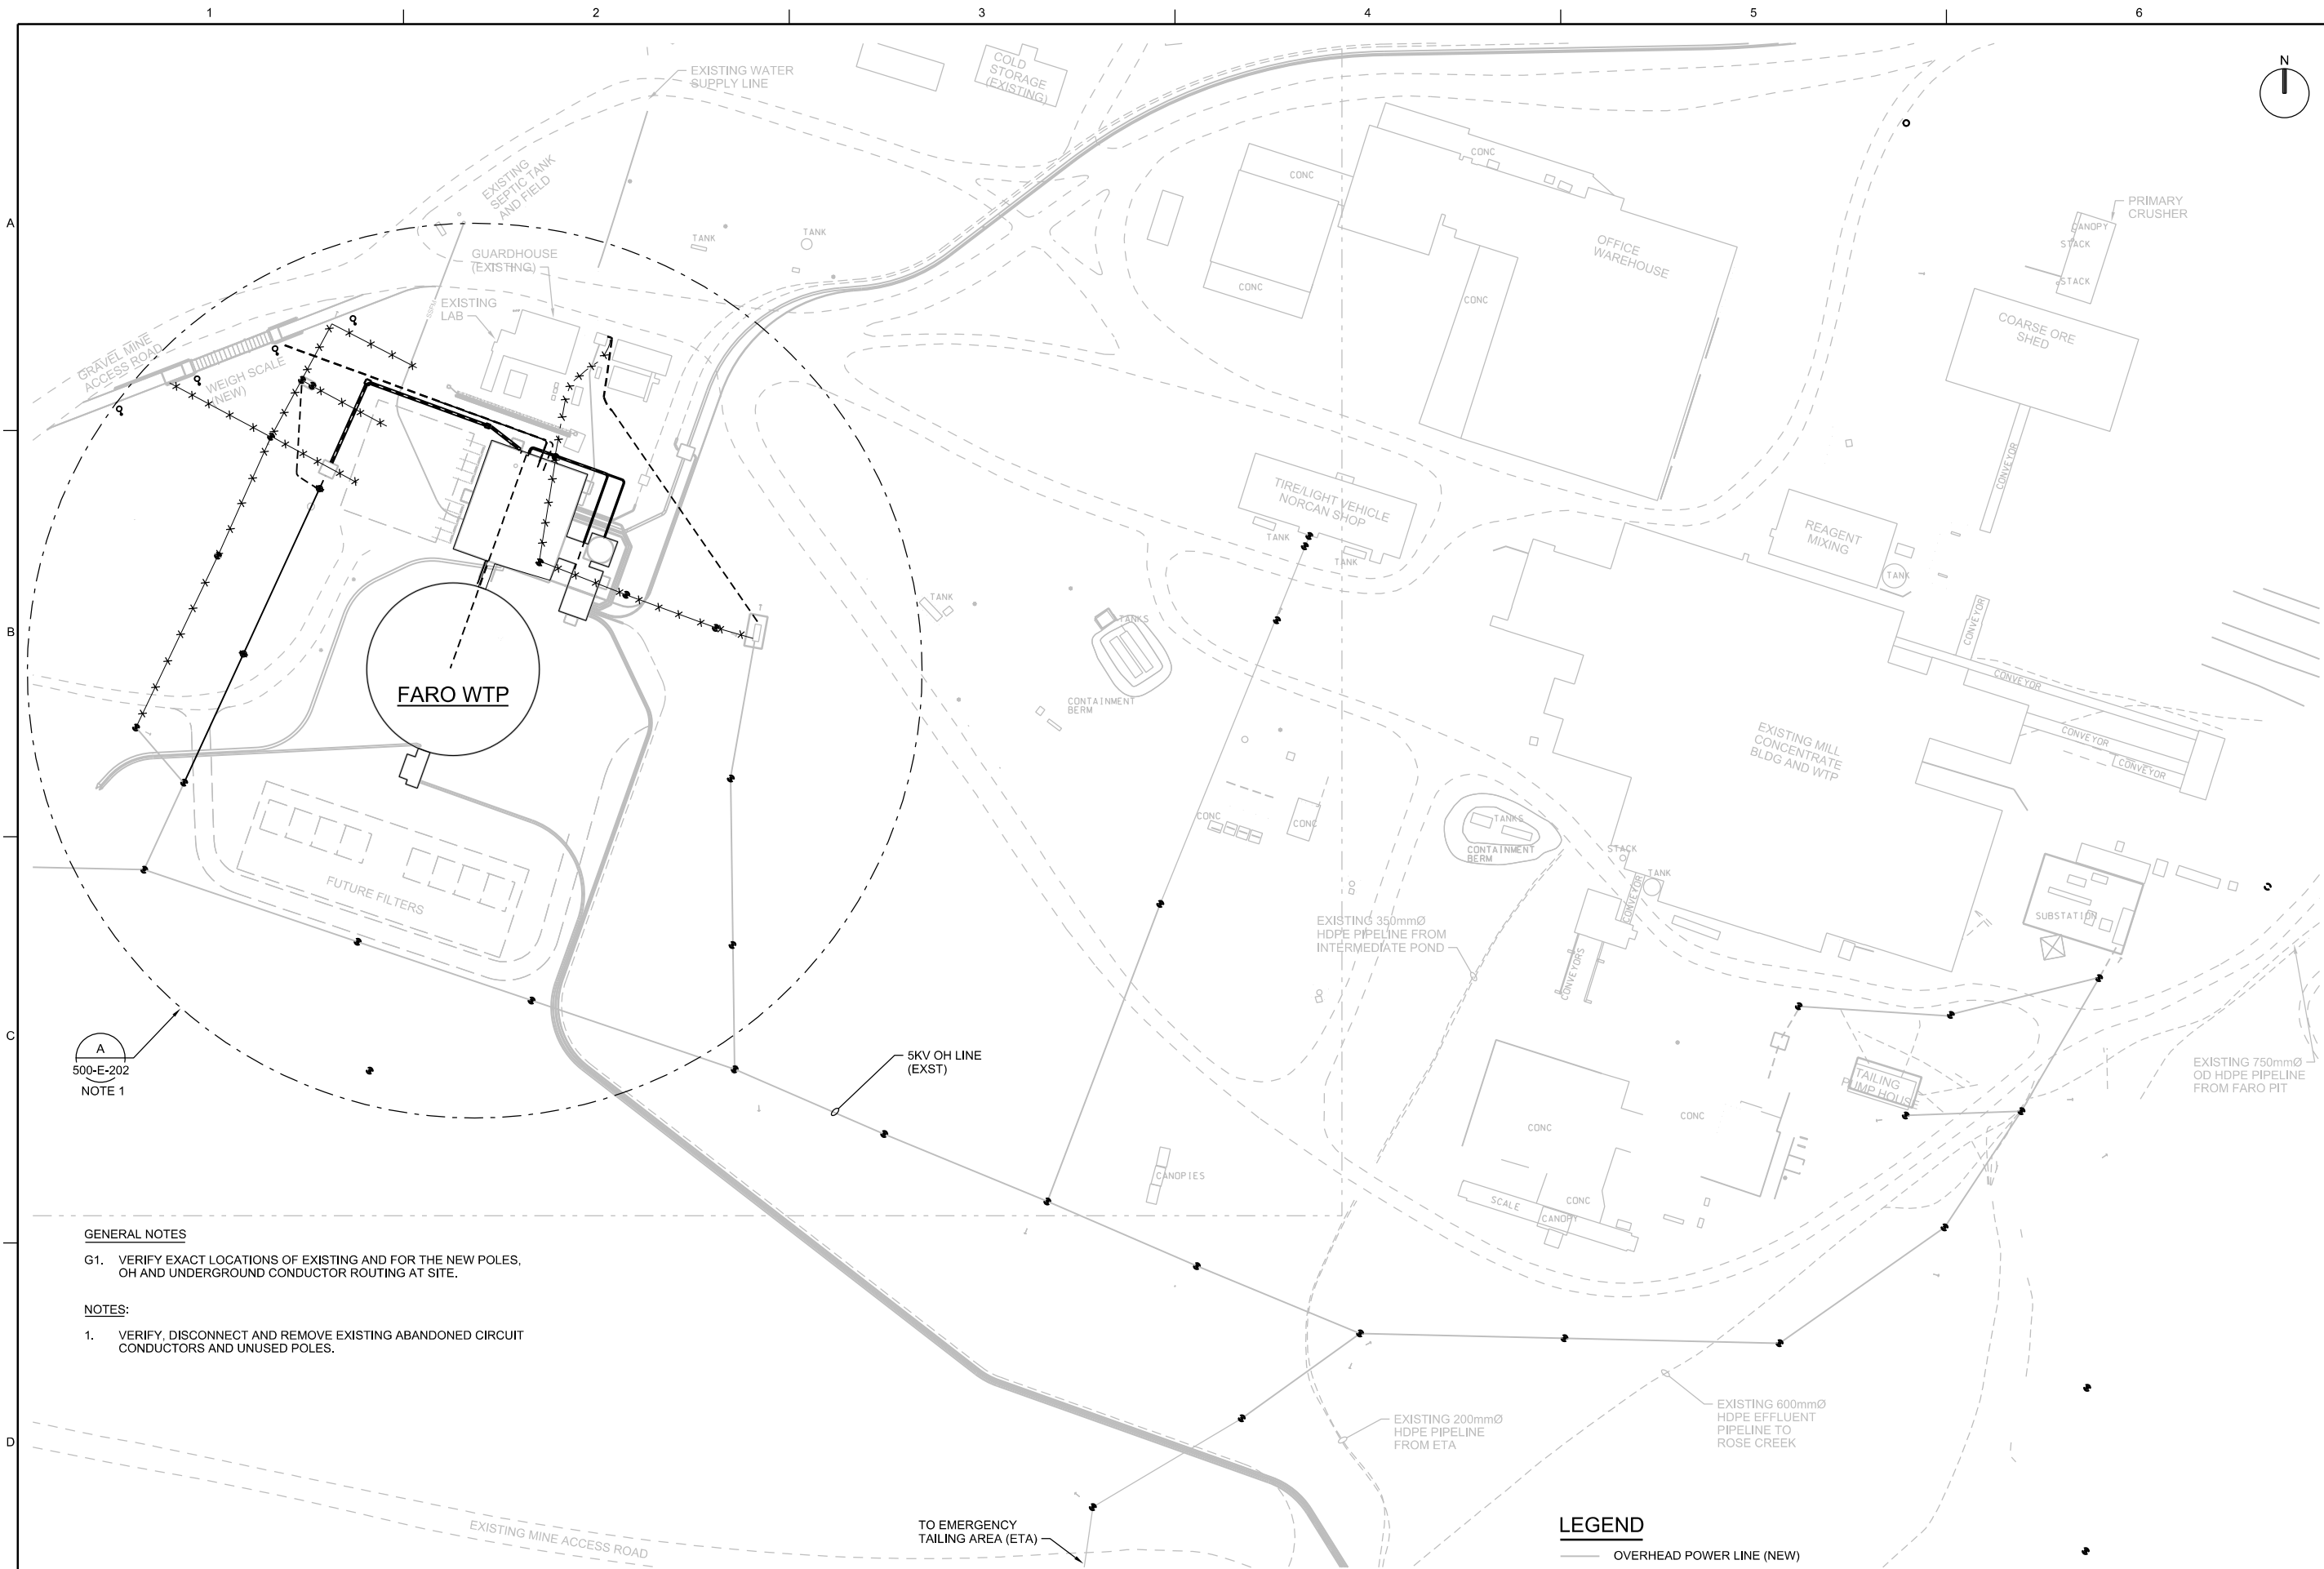 1
2
3
4
5
6
A
B
C
D
N
EXISTING WATER
SUPPLY LINE
COLD
STORAGE
(EXISTING)
EXISTING
SEPTIC TANK
AND FIELD
TANK
TANK
GUARDHOUSE
(EXISTING)
EXISTING
LAB
GRAVEL MINE
ACCESS ROAD
WEIGH SCALE
(NEW)
CONC
CONC
CONC
CONC
OFFICE
WAREHOUSE
PRIMARY
CRUSHER
CANOPY
STACK
STACK
COARSE ORE
SHED
CONVEYOR
TIRE/LIGHT VEHICLE
NORCAN SHOP
TANK
TANK
REAGENT
MIXING
TANK
CONVEYOR
TANK
TANKS
CONTAINMENT
BERM
FARO WTP
CONVEYOR
CONVEYOR
CONVEYOR
EXISTING MILL
CONCENTRATE
BLDG AND WTP
CONC
CONC
TANKS
CONTAINMENT
BERM
STACK
TANK
CONVEYOR
CONVEYORS
SUBSTATION
FUTURE FILTERS
EXISTING 350mmØ
HDPE PIPELINE FROM
INTERMEDIATE POND
A
500-E-202
NOTE 1
5KV OH LINE
(EXST)
TAILING
PUMP HOUSE
EXISTING 750mmØ
OD HDPE PIPELINE
FROM FARO PIT
CONC
CONC
CANOPIES
SCALE
CONC
CANOPY
GENERAL NOTES
G1. VERIFY EXACT LOCATIONS OF EXISTING AND FOR THE NEW POLES,
OH AND UNDERGROUND CONDUCTOR ROUTING AT SITE.
NOTES:
1. VERIFY, DISCONNECT AND REMOVE EXISTING ABANDONED CIRCUIT
CONDUCTORS AND UNUSED POLES.
EXISTING 200mmØ
HDPE PIPELINE
FROM ETA
EXISTING 600mmØ
HDPE EFFLUENT
PIPELINE TO
ROSE CREEK
EXISTING MINE ACCESS ROAD
TO EMERGENCY
TAILING AREA (ETA)
LEGEND
OVERHEAD POWER LINE (NEW)